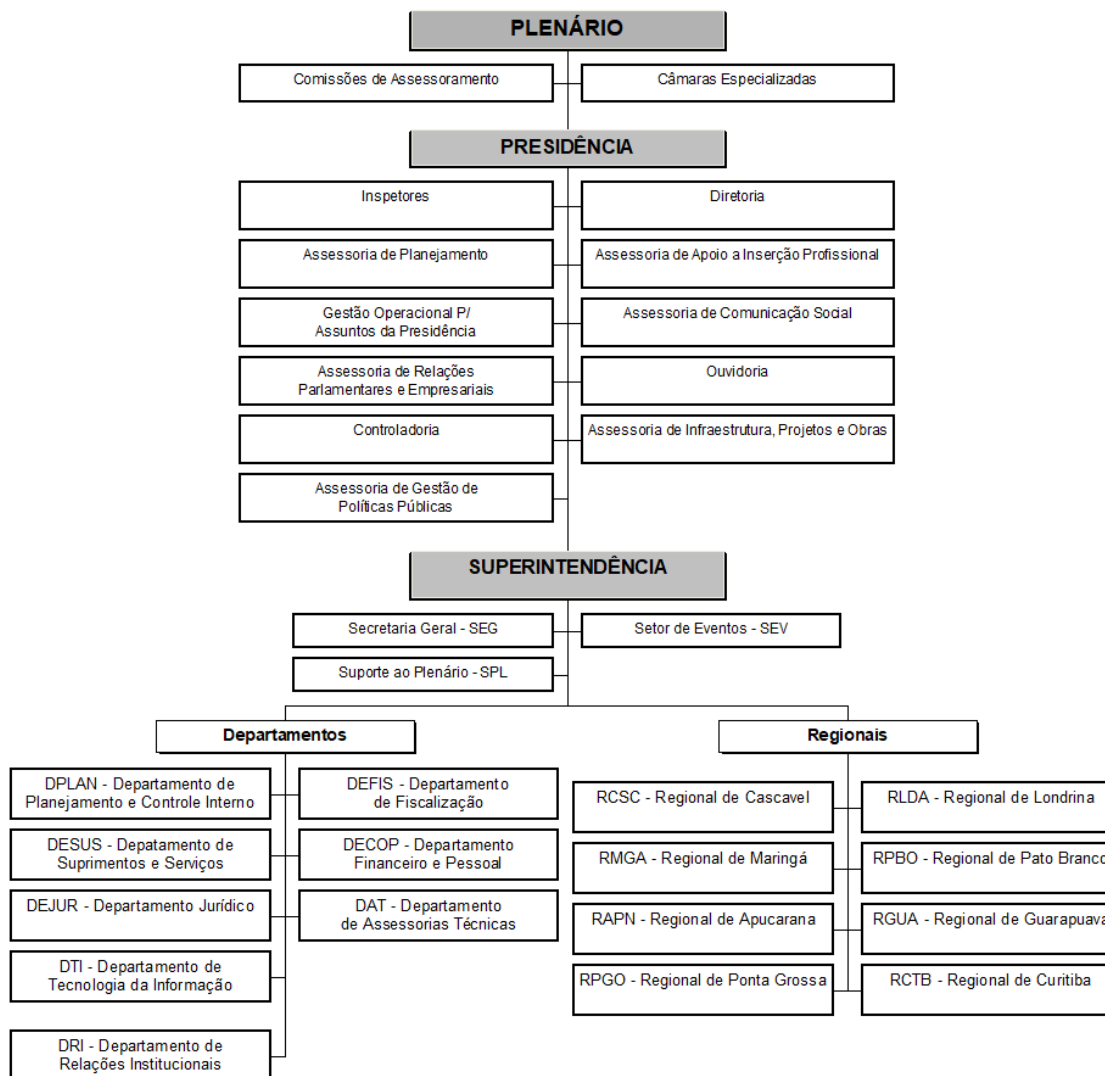 PLENÁRIO
Comissões de Assessoramento
Câmaras Especializadas
PRESIDÊNCIA
Inspetores
Diretoria
Assessoria de Planejamento
Assessoria de Apoio a Inserção Profissional
Gestão Operacional P/
Assuntos da Presidência
Assessoria de Comunicação Social
Assessoria de Relações
Parlamentares e Empresariais
Ouvidoria
Controladoria
Assessoria de Infraestrutura, Projetos e Obras
Assessoria de Gestão de
Políticas Públicas
SUPERINTENDÊNCIA
Secretaria Geral - SEG
Setor de Eventos - SEV
Suporte ao Plenário - SPL
Departamentos
DPLAN - Departamento de
Planejamento e Controle Interno
DEFIS - Departamento
de Fiscalização
DESUS - Depatamento de
Suprimentos e Serviços
DECOP - Departamento
Financeiro e Pessoal
DEJUR - Departamento Jurídico
DAT - Departamento
de Assessorias Técnicas
DTI - Departamento de
Tecnologia da Informação
DRI - Departamento de
Relações Institucionais
Regionais
RCSC - Regional de Cascavel
RLDA - Regional de Londrina
RMGA - Regional de Maringá
RPBO - Regional de Pato Branco
RAPN - Regional de Apucarana
RGUA - Regional de Guarapuava
RPGO - Regional de Ponta Grossa
RCTB - Regional de Curitiba